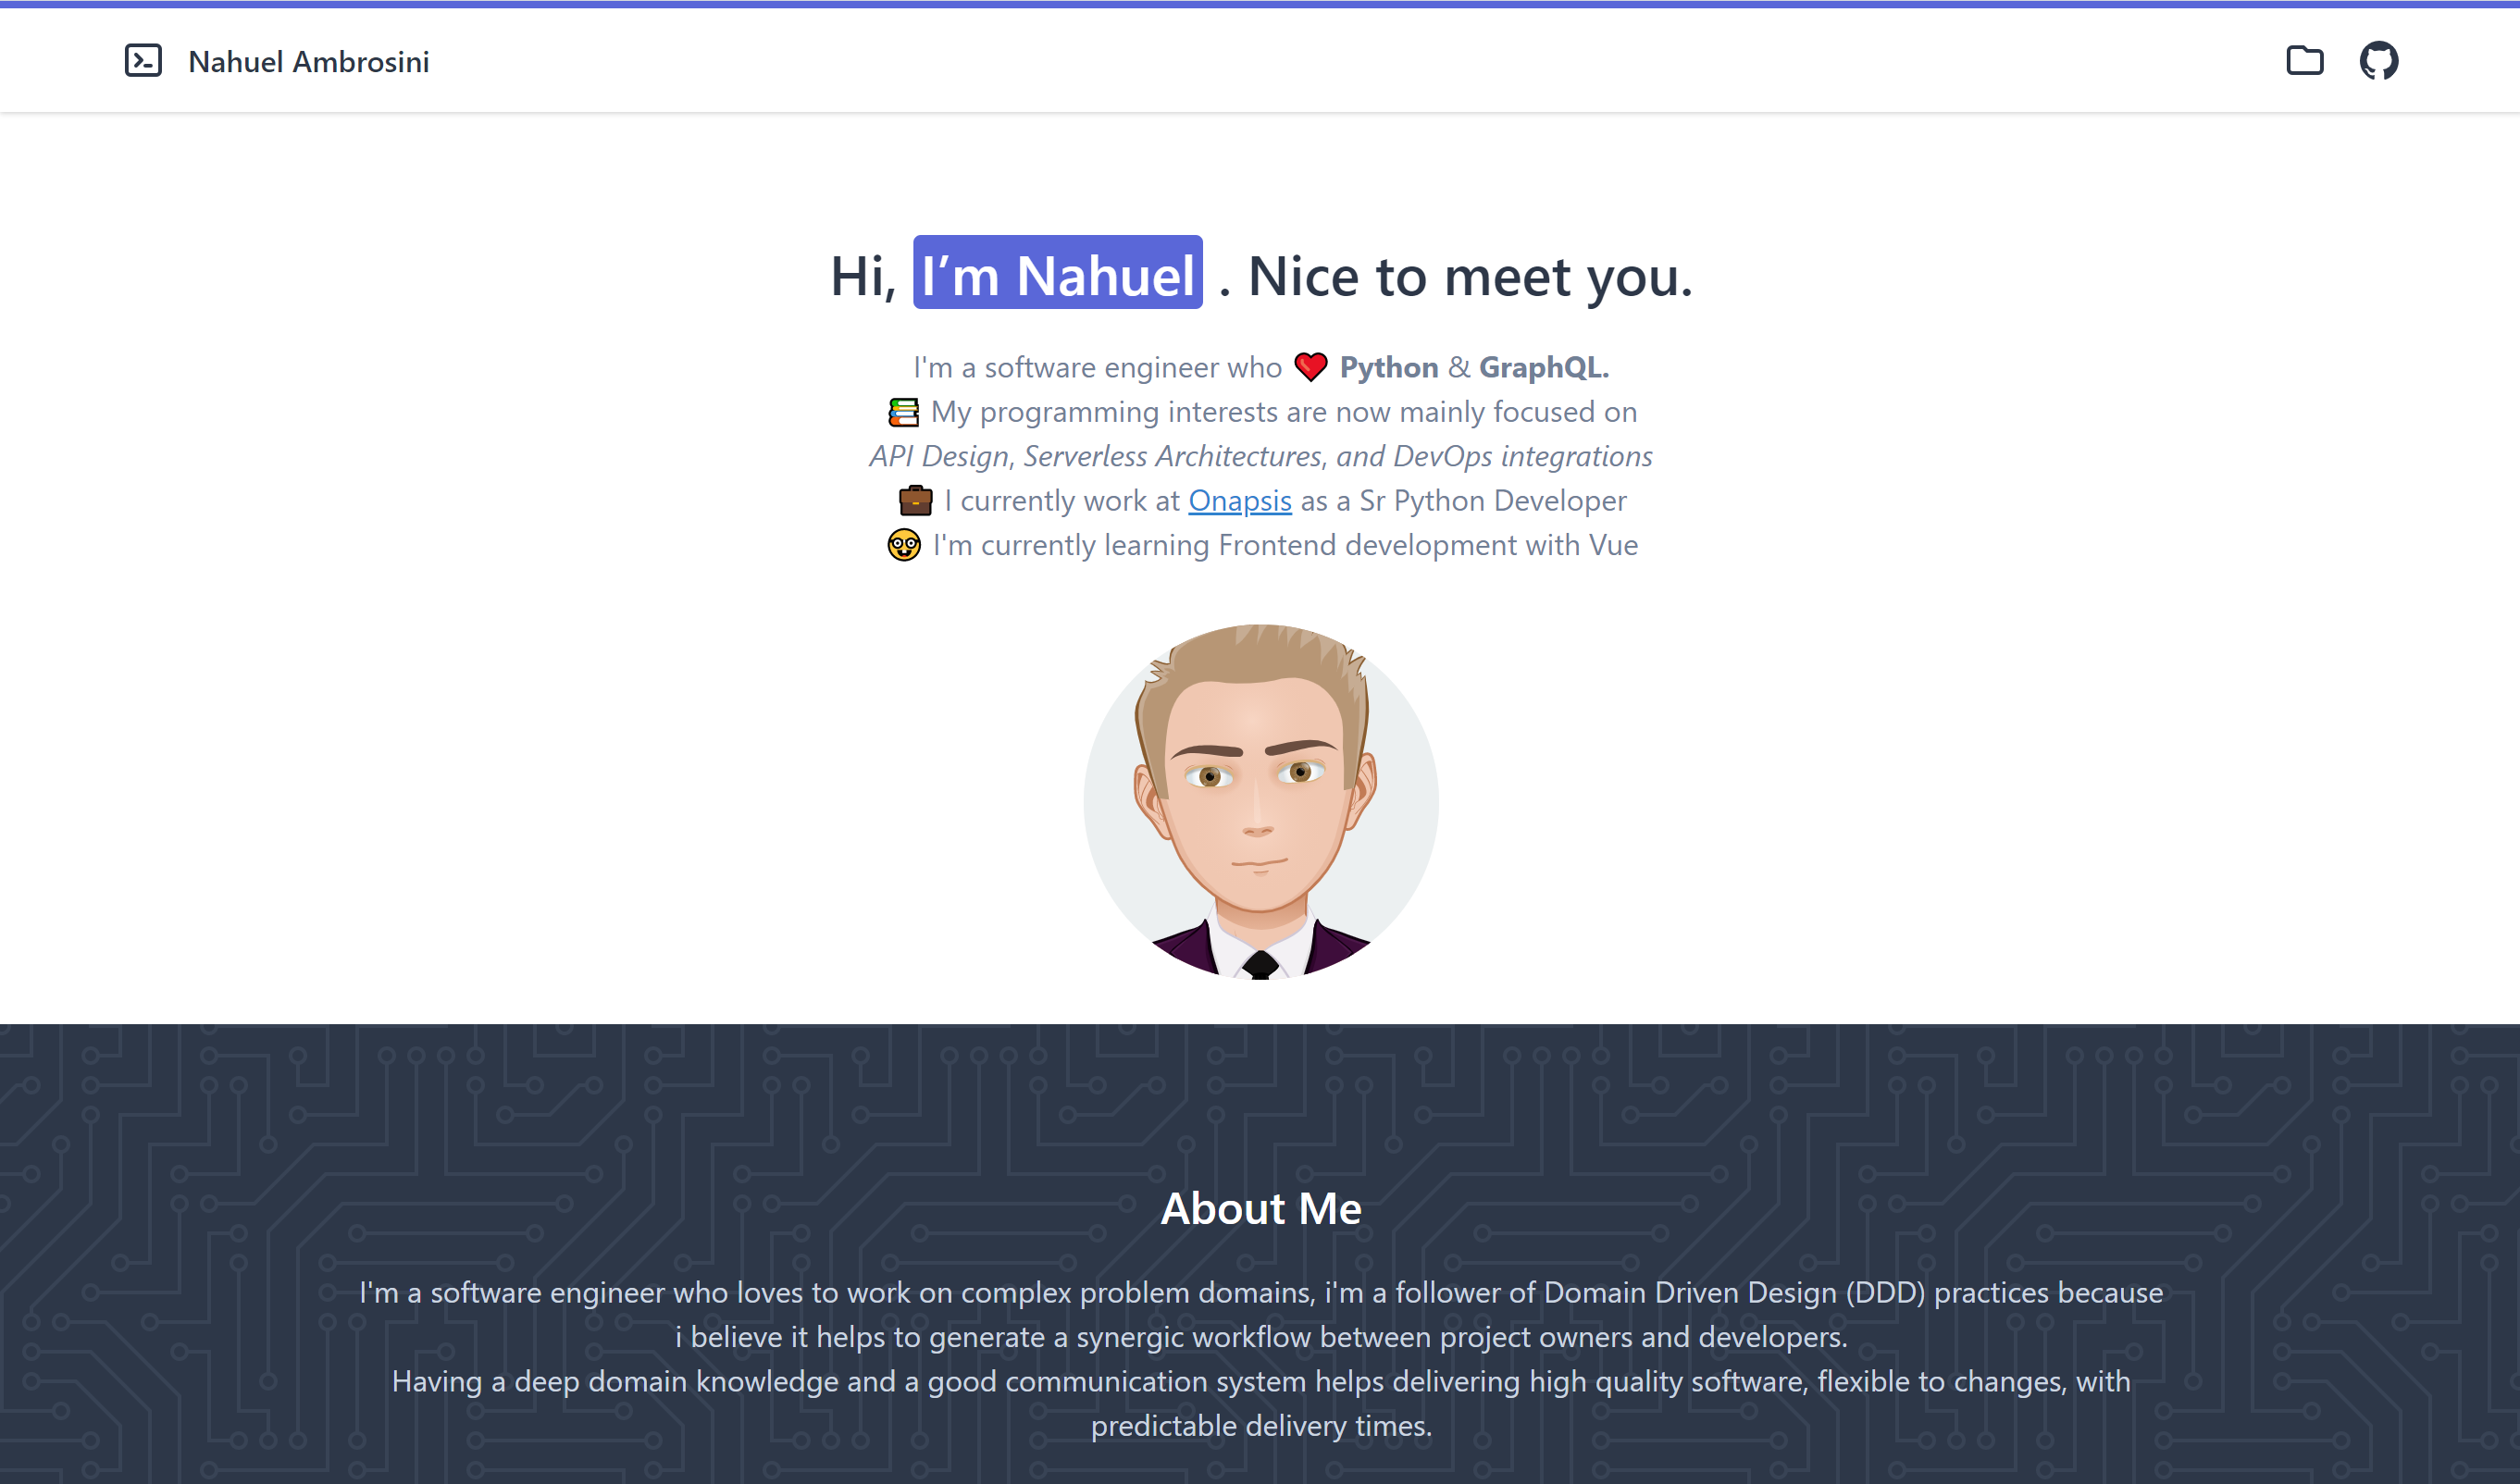 Nahuel Ambrosini
Hi, I’m Nahuel . Nice to meet you.
I'm a software engineer who ❤️ Python & GraphQL.
📚 My programming interests are now mainly focused on
API Design, Serverless Architectures, and DevOps integrations
💼 I currently work at Onapsis as a Sr Python Developer
🤓 I'm currently learning Frontend development with Vue
About Me
I'm a software engineer who loves to work on complex problem domains, i'm a follower of Domain Driven Design (DDD) practices because
i believe it helps to generate a synergic workflow between project owners and developers.
Having a deep domain knowledge and a good communication system helps delivering high quality software, flexible to changes, with
predictable delivery times.